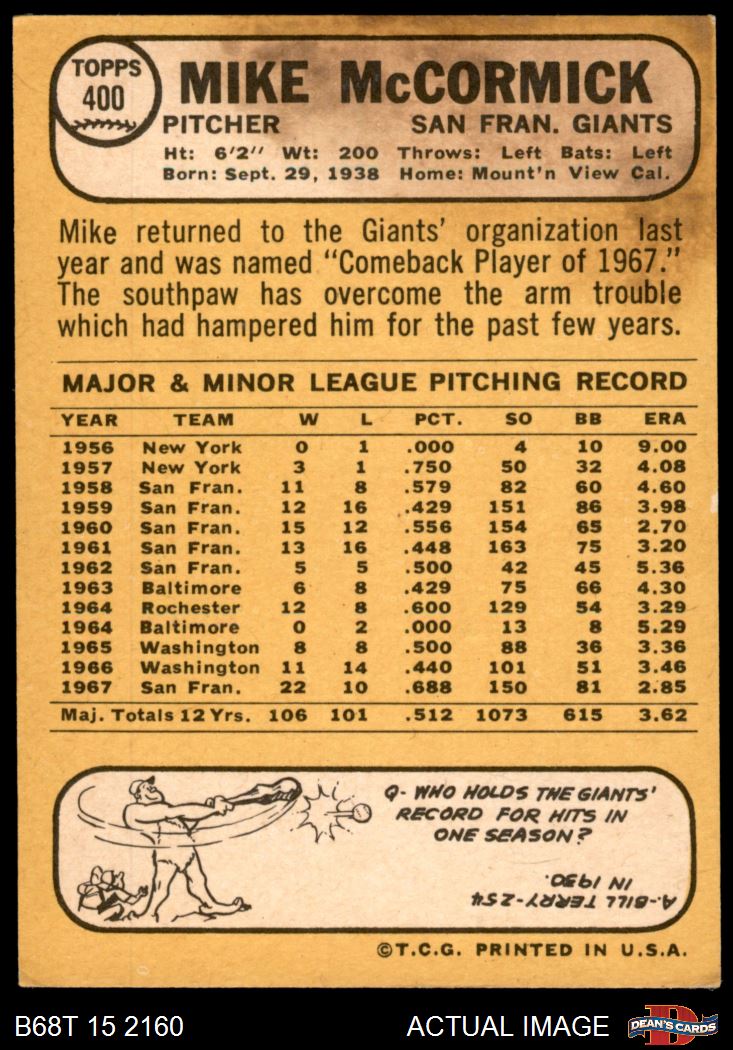 TOPPS
400
MIKE McCORMICK
PITCHER SAN FRAN. GIANTS
Ht: 6'2'' Wt: 200 Throws: Left Bats: Left
Born: Sept. 29, 1938 Home: Mount'n View Cal.
Mike returned to the Giants' organization last
year and was named "Comeback Player of 1967."
The southpaw has overcome the arm trouble
which had hampered him for the past few years.
MAJOR & MINOR LEAGUE PITCHING RECORD
YEAR TEAM W L PCT. SO BB ERA
1956 New York 0 1 .000 4 10 9.00
1957 New York 3 1 .750 50 32 4.08
1958 San Fran. 11 8 .579 82 60 4.60
1959 San Fran. 12 16 .429 151 86 3.98
1960 San Fran. 15 12 .556 154 65 2.70
1961 San Fran. 13 16 .448 163 75 3.20
1962 San Fran. 5 5 .500 42 45 5.36
1963 Baltimore 6 8 .429 75 66 4.30
1964 Rochester 12 8 .600 129 54 3.29
1964 Baltimore 0 2 .000 13 8 5.29
1965 Washington 8 8 .500 88 36 3.36
1966 Washington 11 14 .440 101 51 3.46
1967 San Fran. 22 10 .688 150 81 2.85
Maj. Totals 12 Yrs. 106 101 .512 1073 615 3.62
Q- WHO HOLDS THE GIANTS'
RECORD FOR HITS IN
ONE SEASON?
A-BILL TERRY-254
IN 1930.
©T.C.G. PRINTED IN U.S.A.
B68T 15 2160 ACTUAL IMAGE DEAN'S CARDS